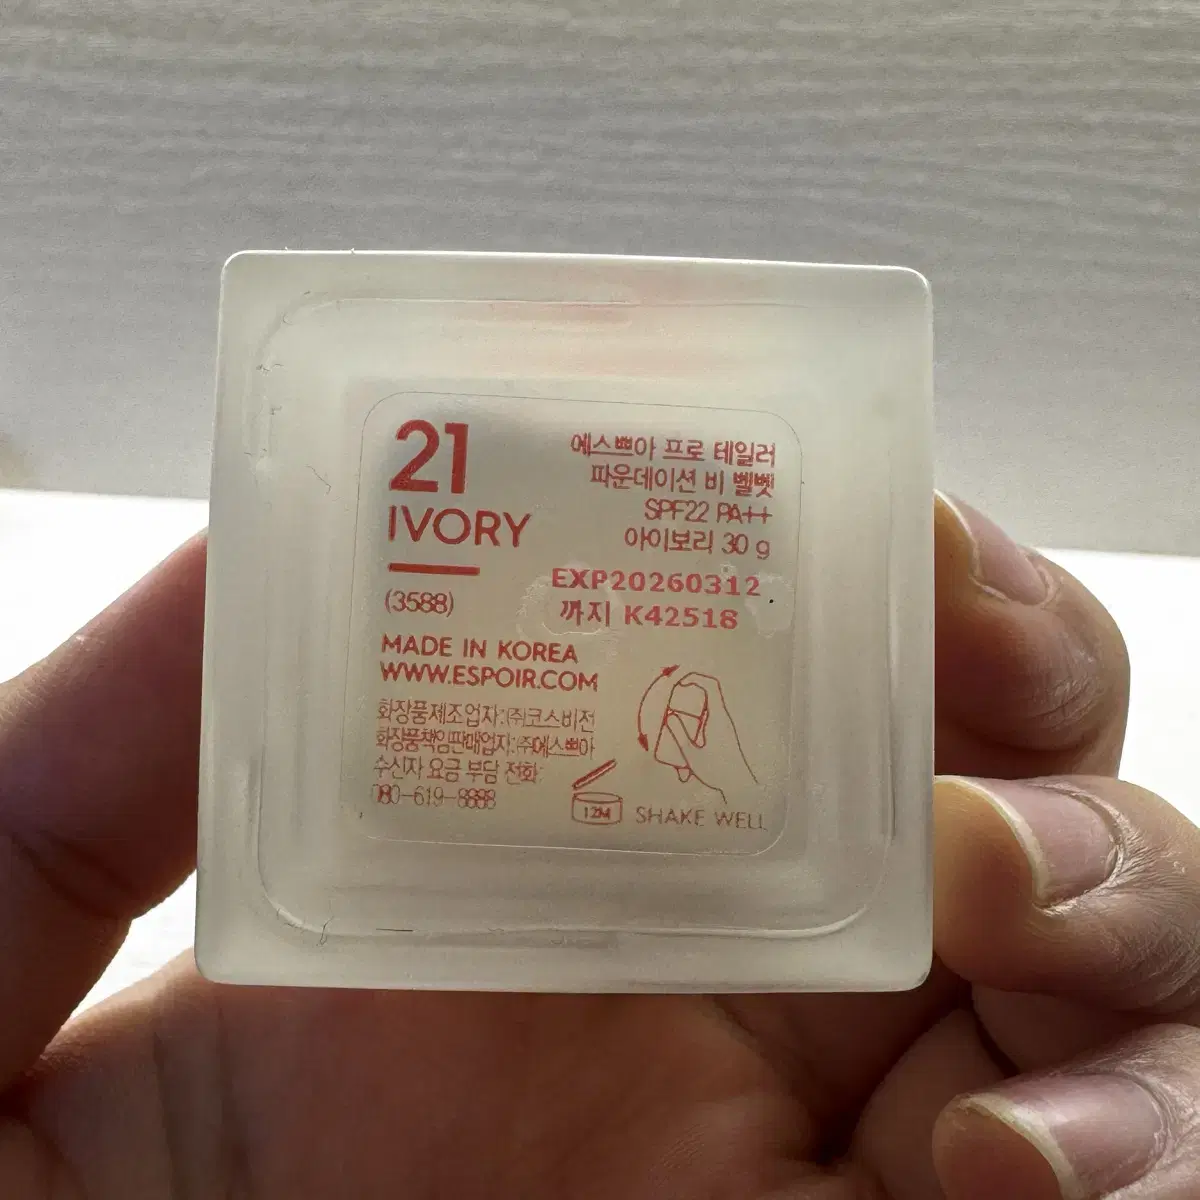 21
IVORY
(3588)
에스쁘아 프로 테일러
파운데이션 비 벨벳
SPF22 PA++
아이보리 30 g
EXP20260312
까지 K42518
MADE IN KOREA
WWW.ESPOIR.COM
화장품제조업자:㈜코스비전
화장품책임판매업자:㈜에스쁘아
수신자 요금 부담 전화:
080-619-8888
12M
SHAKE WELL